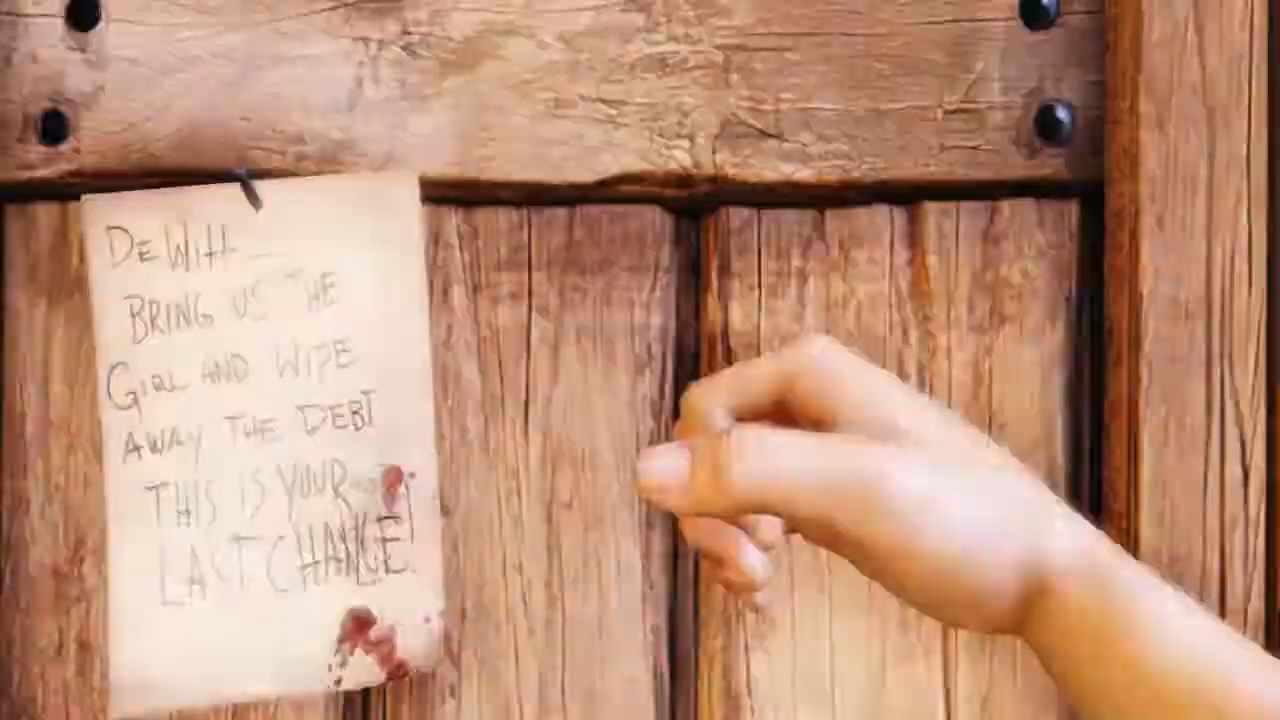 DeWitt -
BRING US THE
GIRL AND WIPE
AWAY THE DEBT
THIS IS YOUR
LAST CHANCE!